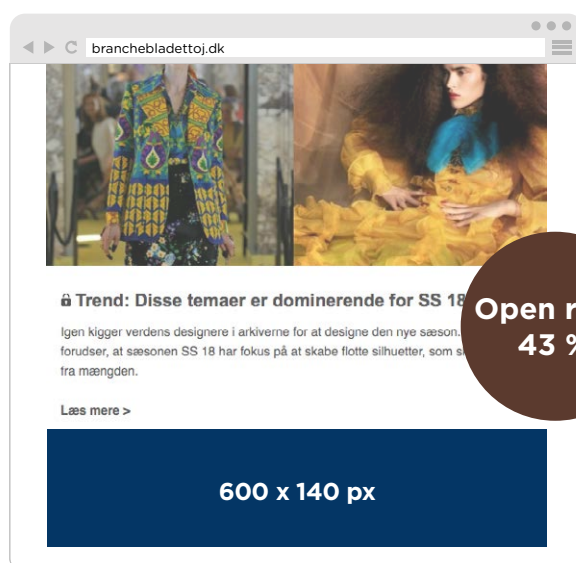 branchebladettoj.dk
Trend: Disse temaer er dominerende for SS 18
Igen kigger verdens designere i arkiverne for at designe den nye sæson.
forudser, at sæsonen SS 18 har fokus på at skabe flotte silhuetter, som
fra mængden.
Læs mere >
Open
43 %
600 x 140 px